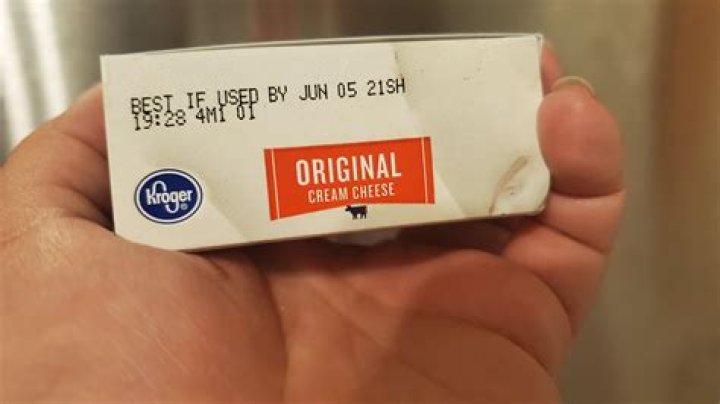 BEST IF USED BY JUN 05 21SH
19:28 4M1 01
Kroger
ORIGINAL
CREAM CHEESE